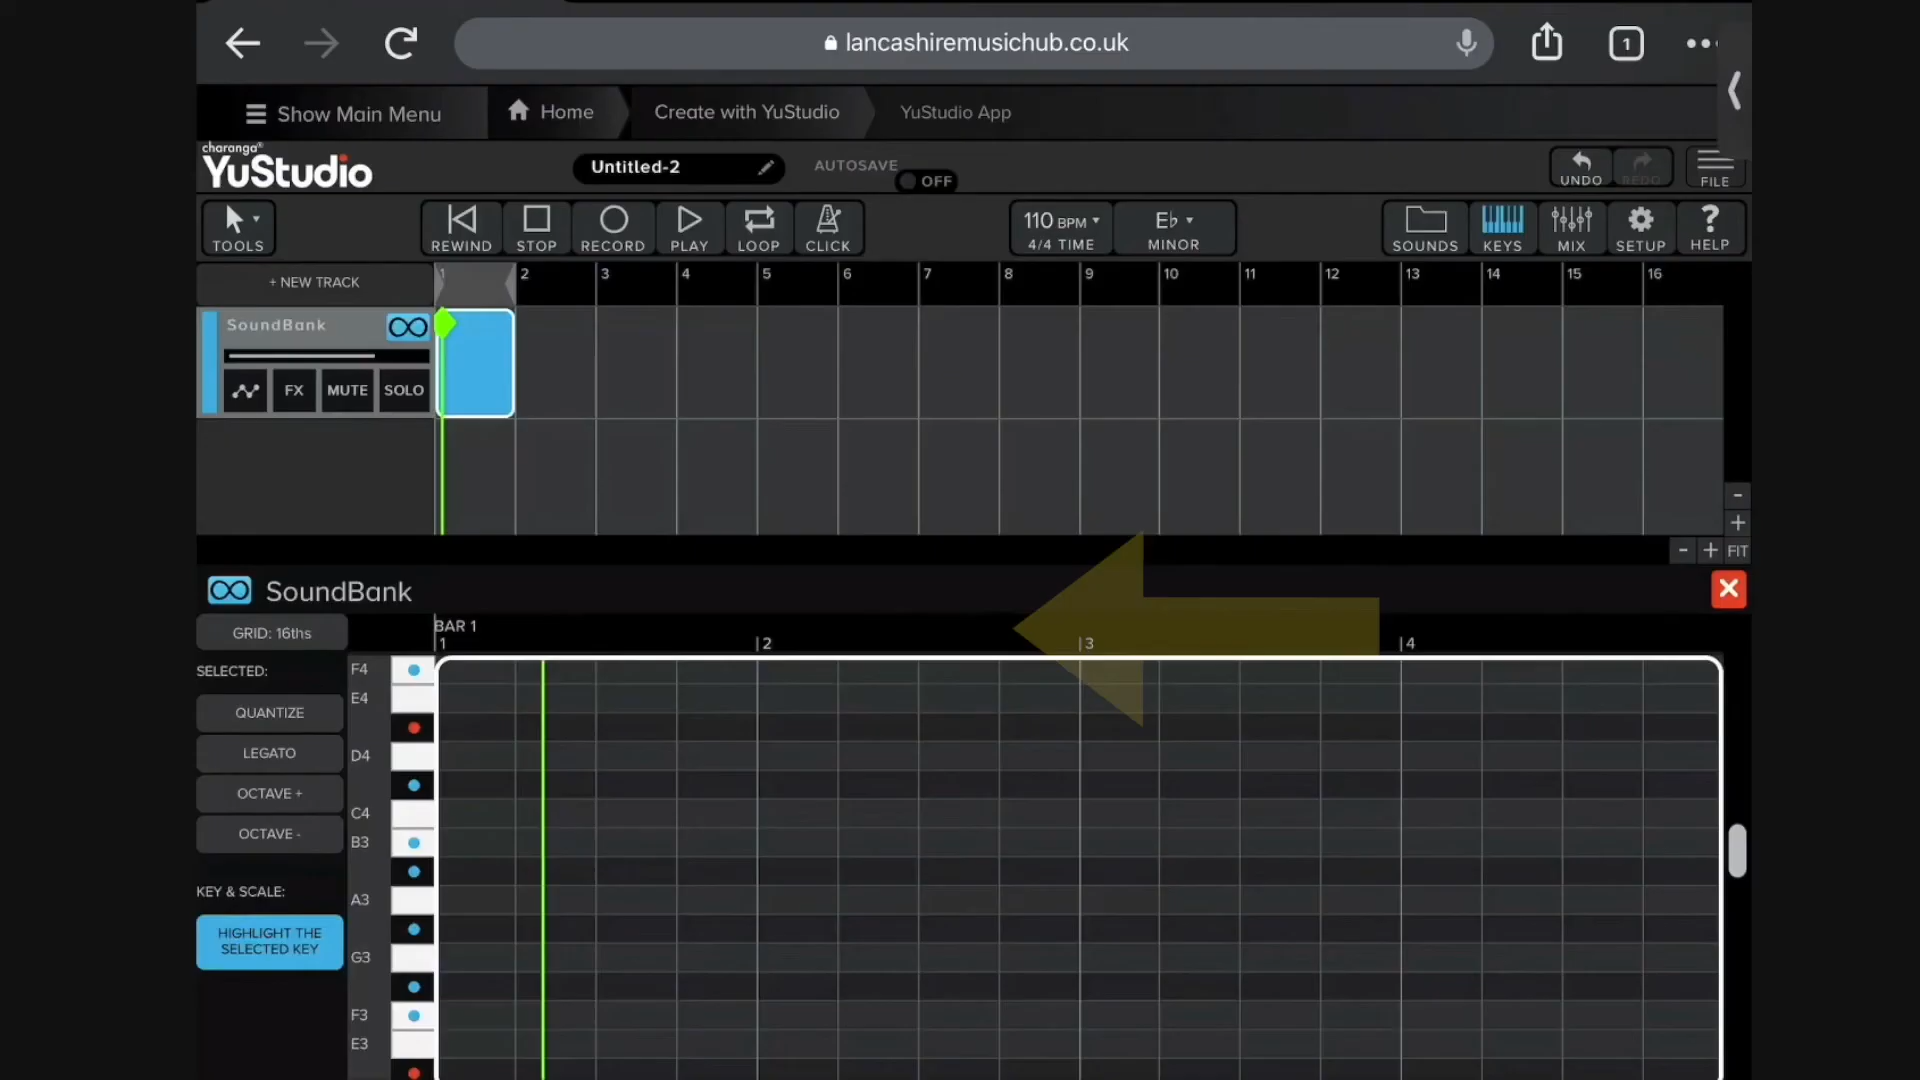 lancashiremusichub.co.uk
1
Show Main Menu
Home
Create with YuStudio
YuStudio App
charanga®
YuStudio
Untitled-2
AUTOSAVE
OFF
UNDO
REDO
FILE
TOOLS
REWIND
STOP
RECORD
PLAY
LOOP
CLICK
110 BPM
4/4 TIME
E♭
MINOR
SOUNDS
KEYS
MIX
SETUP
?
HELP
+ NEW TRACK
1 2 3 4 5 6 7 8 9 10 11 12 13 14 15 16
SoundBank
FX
MUTE
SOLO
-
+
- + FIT
SoundBank
GRID: 16ths
BAR 1
1 2 3 4
SELECTED:
QUANTIZE
LEGATO
OCTAVE +
OCTAVE -
KEY & SCALE:
HIGHLIGHT THE
SELECTED KEY
F4
E4
D4
C4
B3
A3
G3
F3
E3